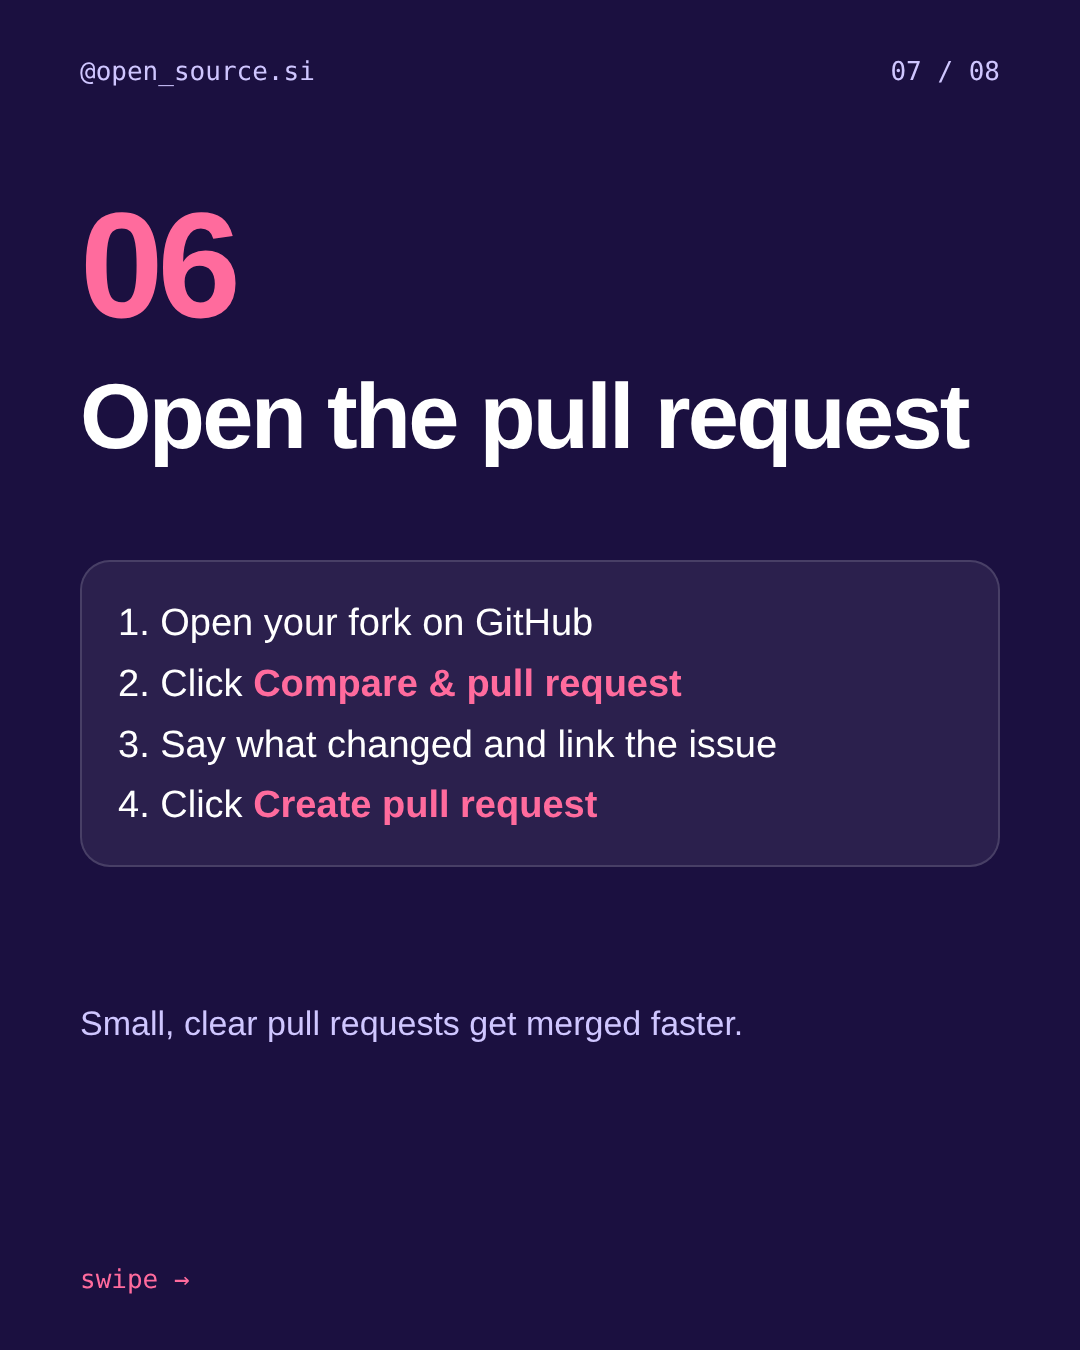 @open_source.si
07 / 08
06
Open the pull request
1. Open your fork on GitHub
2. Click Compare & pull request
3. Say what changed and link the issue
4. Click Create pull request
Small, clear pull requests get merged faster.
swipe →